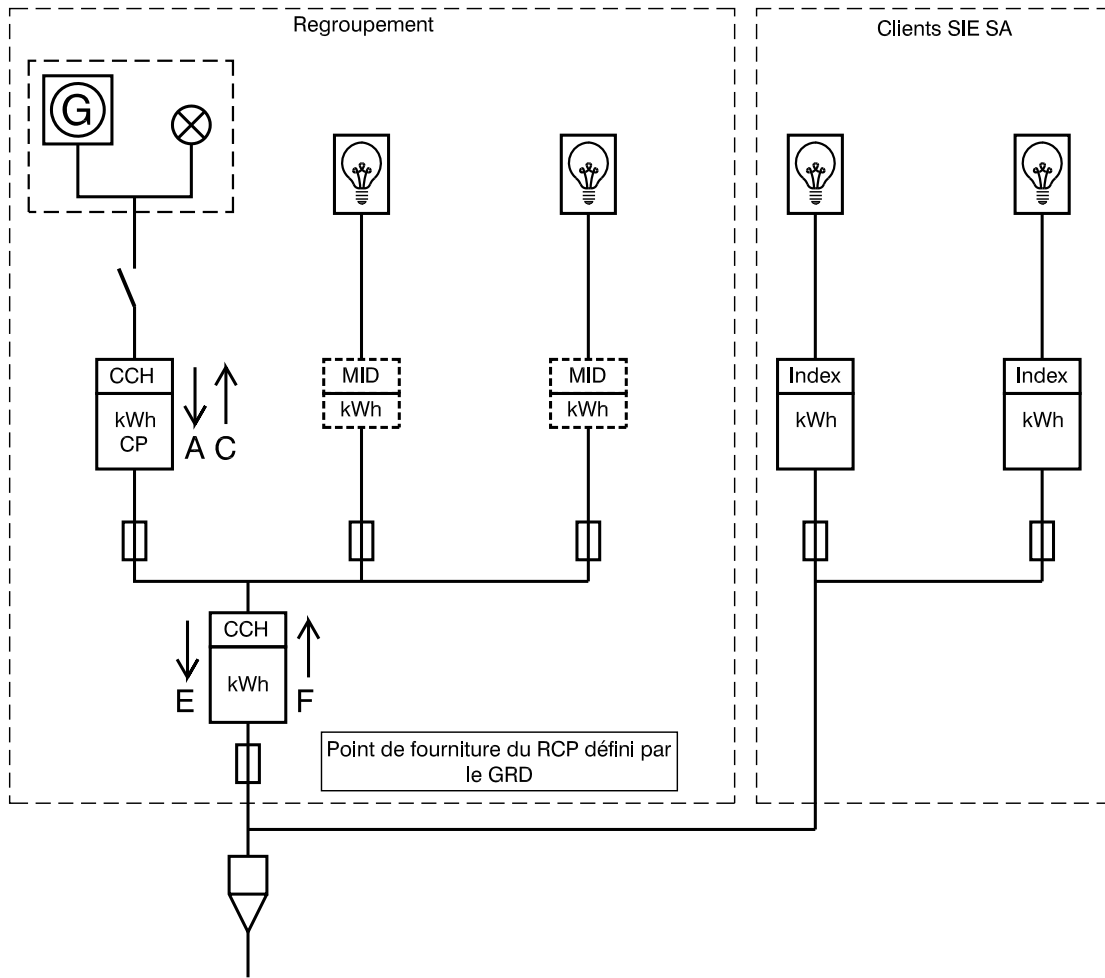 Regroupement
Clients SIE SA
G
CCH
kWh
CP
A C
MID
kWh
MID
kWh
Index
kWh
Index
kWh
CCH
kWh
E
F
Point de fourniture du RCP défini par
le GRD